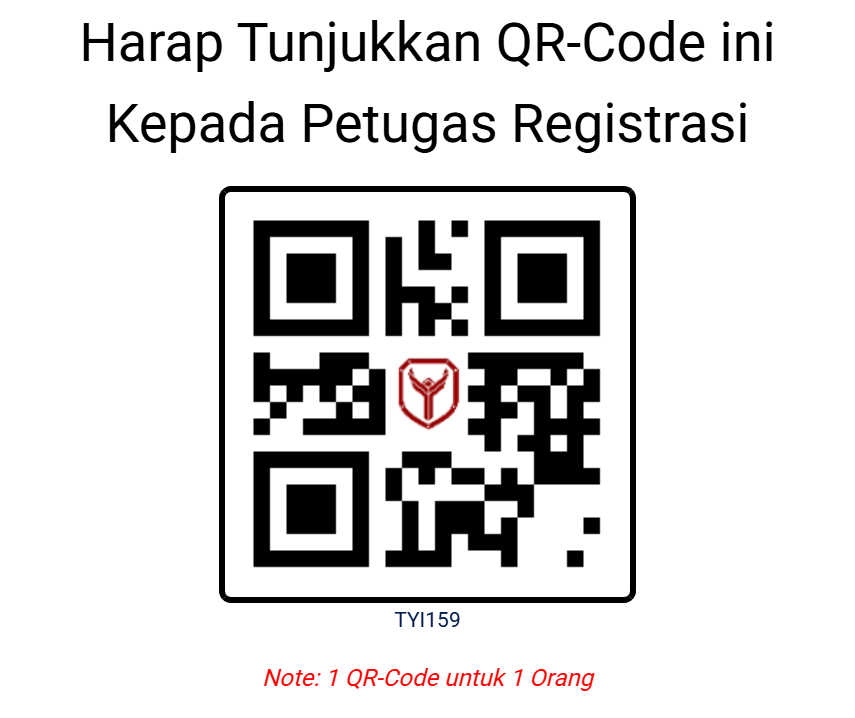 Harap Tunjukkan QR-Code ini
Kepada Petugas Registrasi
TYI159
Note: 1 QR-Code untuk 1 Orang